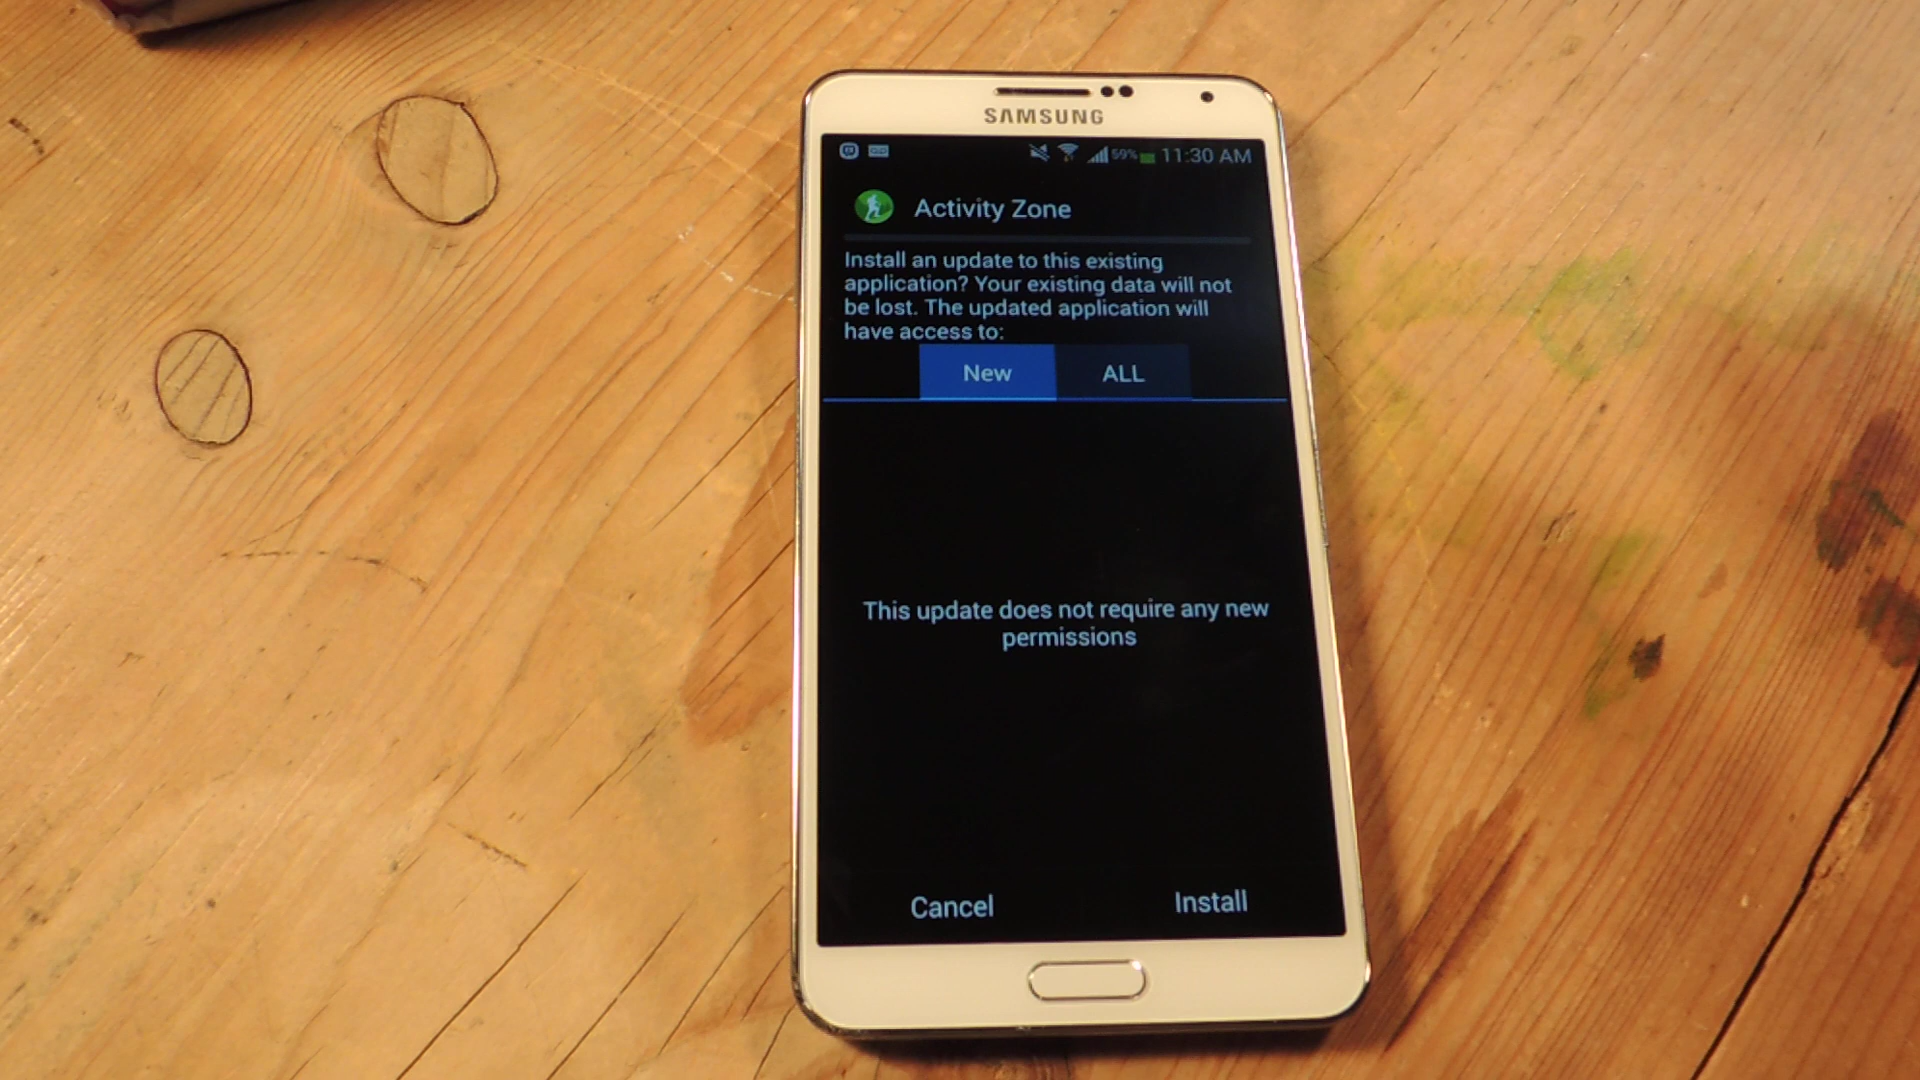 SAMSUNG
59% 11:30 AM
Activity Zone
Install an update to this existing
application? Your existing data will not
be lost. The updated application will
have access to:
New ALL
This update does not require any new
permissions
Cancel Install